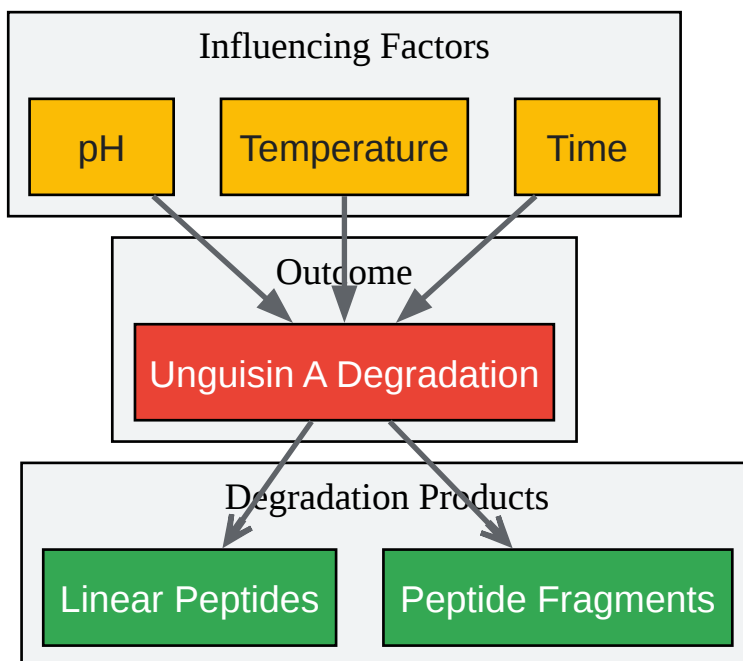 Influencing Factors
pH
Temperature
Time
Outcome
Unguisin A Degradation
Degradation Products
Linear Peptides
Peptide Fragments